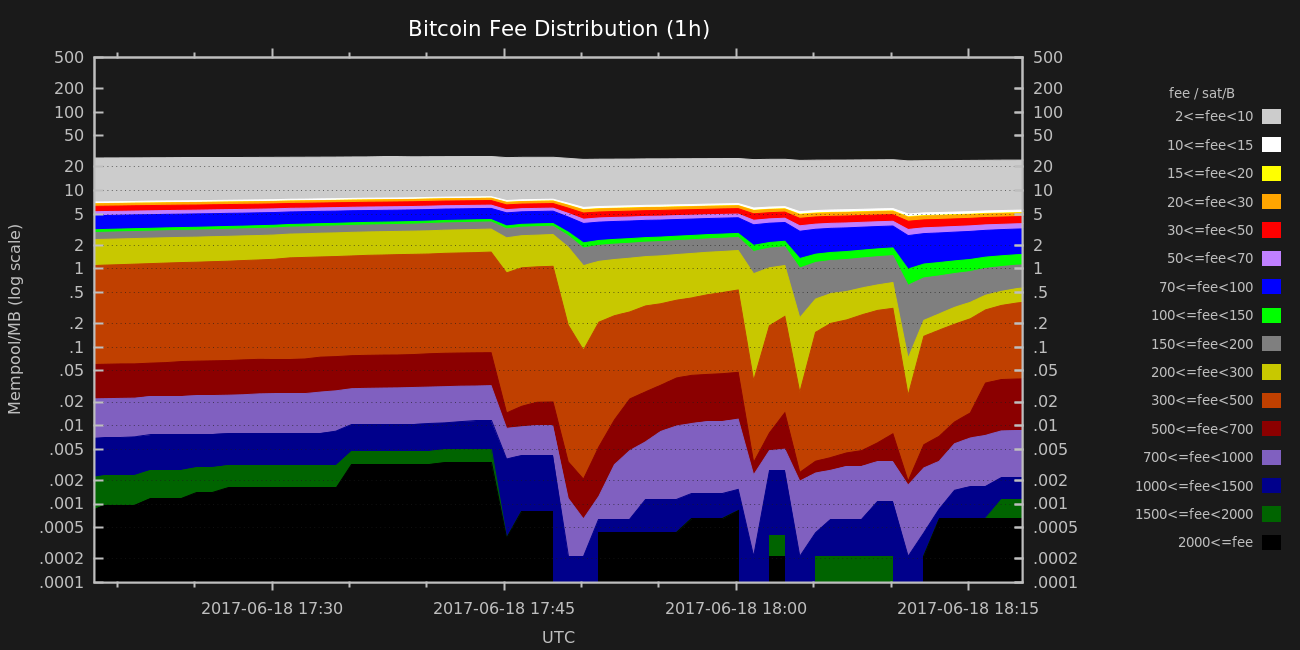 Bitcoin Fee Distribution (1h)
500 500
200 200
100 100
50 50
20 20
10 10
5 5
2 2
1 1
.5 .5
.2 .2
.1 .1
.05 .05
.02 .02
.01 .01
.005 .005
.002 .002
.001 .001
.0005 .0005
.0002 .0002
.0001 .0001
Mempool/MB (log scale)
2017-06-18 17:30 2017-06-18 17:45 2017-06-18 18:00 2017-06-18 18:15
UTC
fee / sat/B
2<=fee<10
10<=fee<15
15<=fee<20
20<=fee<30
30<=fee<50
50<=fee<70
70<=fee<100
100<=fee<150
150<=fee<200
200<=fee<300
300<=fee<500
500<=fee<700
700<=fee<1000
1000<=fee<1500
1500<=fee<2000
2000<=fee